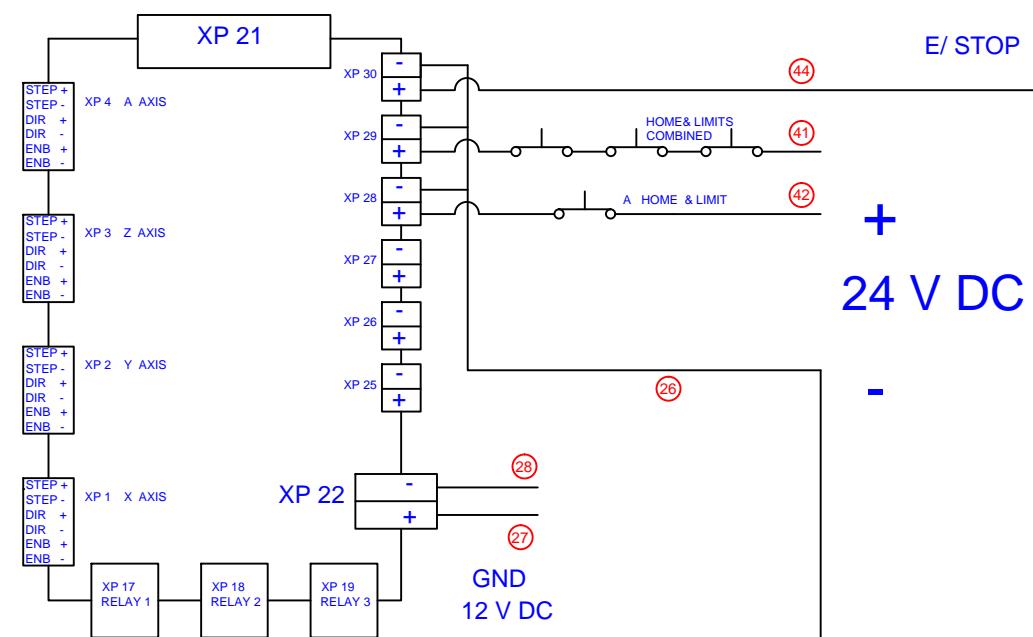 XP 21
E/ STOP
XP 30
-
+
44
STEP +
STEP -
DIR +
DIR -
ENB +
ENB -
XP 4 A AXIS
XP 29
-
+
HOME& LIMITS
COMBINED
41
XP 28
-
+
A HOME & LIMIT
42
STEP +
STEP -
DIR +
DIR -
ENB +
ENB -
XP 3 Z AXIS
+
24 V DC
-
XP 27
-
+
XP 26
-
+
XP 25
-
+
26
STEP +
STEP -
DIR +
DIR -
ENB +
ENB -
XP 2 Y AXIS
XP 22
-
+
28
27
STEP +
STEP -
DIR +
DIR -
ENB +
ENB -
XP 1 X AXIS
GND
12 V DC
XP 17
RELAY 1
XP 18
RELAY 2
XP 19
RELAY 3